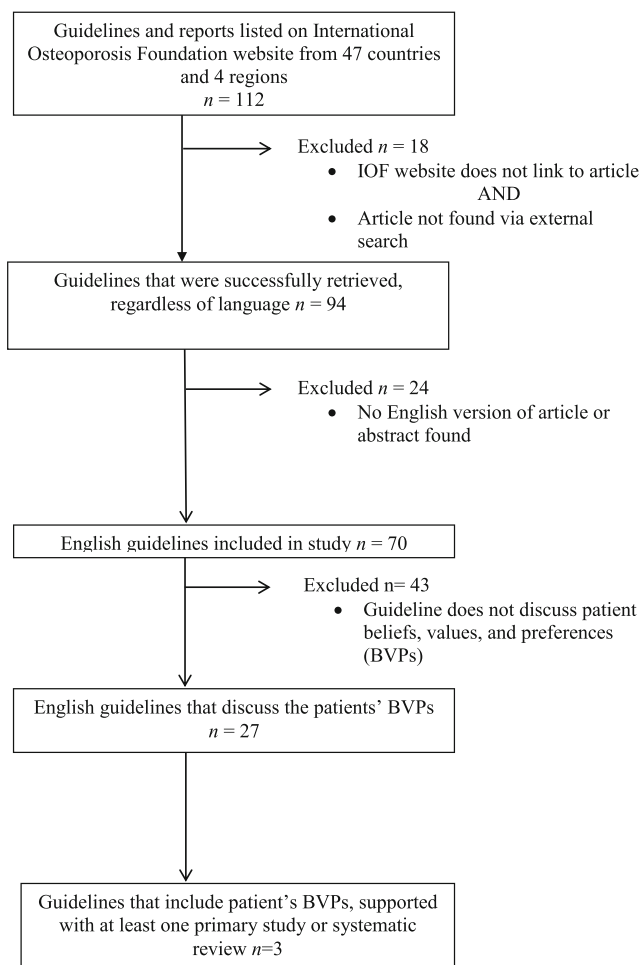 Guidelines and reports listed on International
Osteoporosis Foundation website from 47 countries
and 4 regions
n = 112
Excluded n = 18
• IOF website does not link to article
AND
• Article not found via external
search
Guidelines that were successfully retrieved,
regardless of language n = 94
Excluded n = 24
• No English version of article or
abstract found
English guidelines included in study n = 70
Excluded n= 43
• Guideline does not discuss patient
beliefs, values, and preferences
(BVPs)
English guidelines that discuss the patients’ BVPs
n = 27
Guidelines that include patient’s BVPs, supported
with at least one primary study or systematic
review n=3